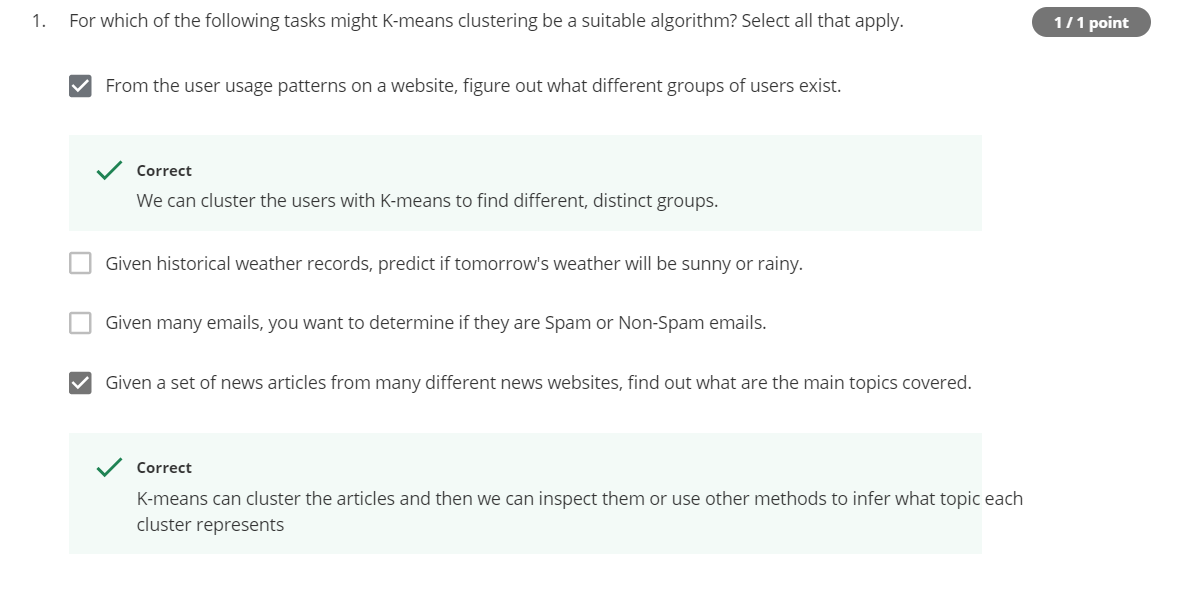 1. For which of the following tasks might K-means clustering be a suitable algorithm? Select all that apply.
1 / 1 point
From the user usage patterns on a website, figure out what different groups of users exist.
Correct
We can cluster the users with K-means to find different, distinct groups.
Given historical weather records, predict if tomorrow's weather will be sunny or rainy.
Given many emails, you want to determine if they are Spam or Non-Spam emails.
Given a set of news articles from many different news websites, find out what are the main topics covered.
Correct
K-means can cluster the articles and then we can inspect them or use other methods to infer what topic each
cluster represents